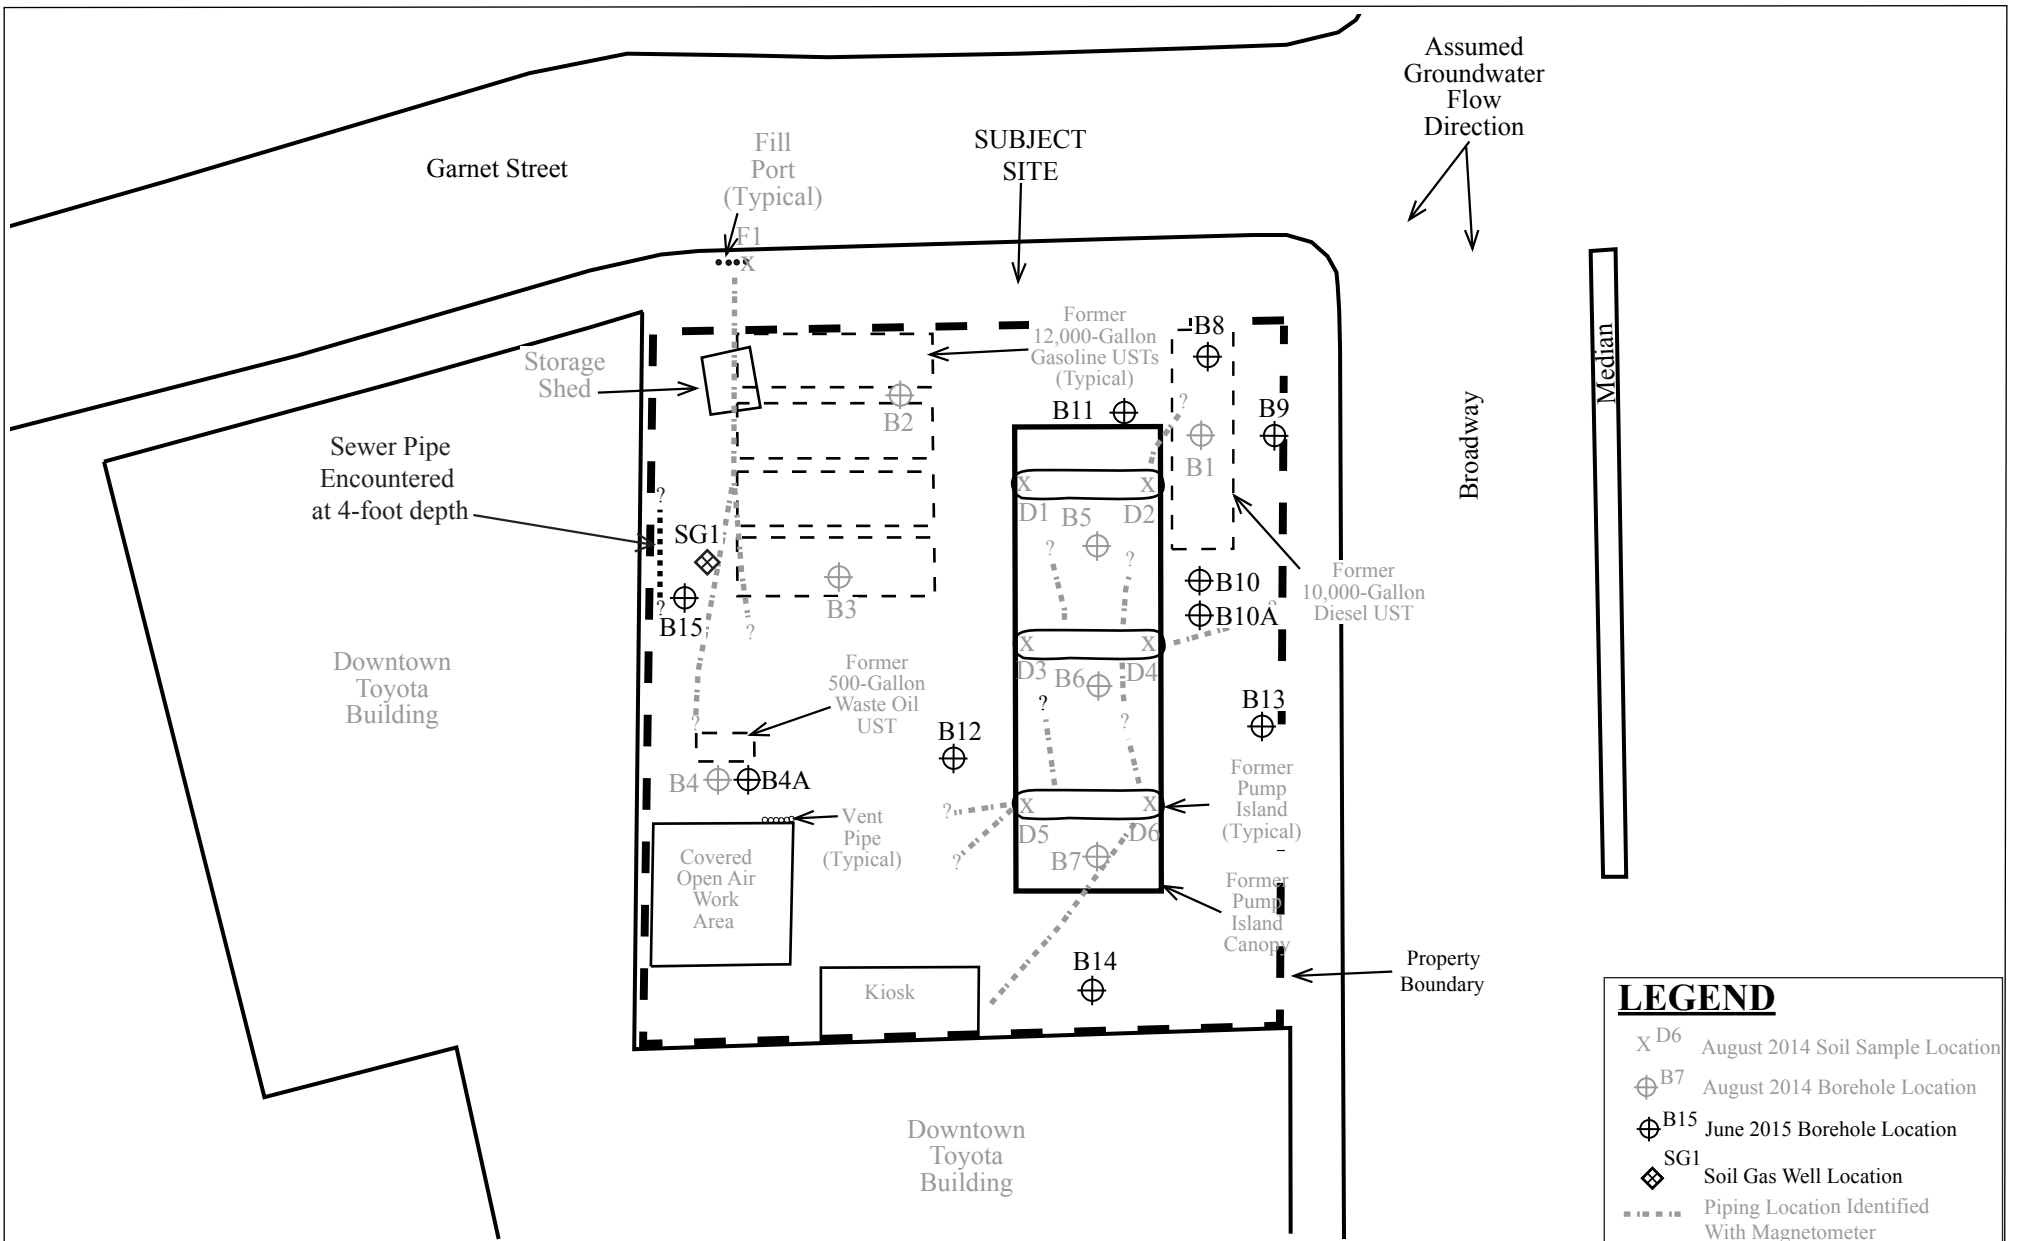 Assumed
Groundwater
Flow
Direction
Garnet Street
Fill
Port
(Typical)
F1
X
SUBJECT
SITE
Storage
Shed
Former
12,000-Gallon
Gasoline USTs
(Typical)
B8
B2
B11
?
B9
B1
Median
Broadway
Sewer Pipe
Encountered
at 4-foot depth
?
SG1
?
B15
?
B3
X
X
D1
B5
D2
?
?
B10
B10A
?
Former
10,000-Gallon
Diesel UST
Downtown
Toyota
Building
Former
500-Gallon
Waste Oil
UST
?
X
X
D3
B6
D4
?
?
B12
B13
B4
B4A
Vent
Pipe
(Typical)
?
?
X
X
D5
D6
B7
Former
Pump
Island
(Typical)
Covered
Open Air
Work
Area
Former
Pump
Island
Canopy
Kiosk
B14
Property
Boundary
Downtown
Toyota
Building
LEGEND
X D6 August 2014 Soil Sample Location
B7 August 2014 Borehole Location
B15 June 2015 Borehole Location
SG1 Soil Gas Well Location
Piping Location Identified
With Magnetometer